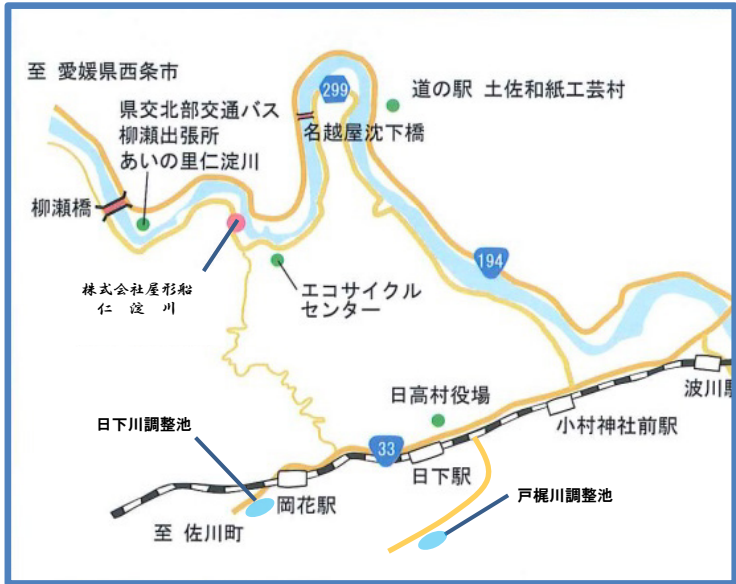 至 愛媛県西条市
県交北部交通バス
柳瀬出張所
あいの里仁淀川
299
道の駅 土佐和紙工芸村
名越屋沈下橋
柳瀬橋
194
株式会社屋形船
仁 淀 川
エコサイクル
センター
波川駅
日高村役場
小村神社前駅
日下川調整池
33
日下駅
岡花駅
戸梶川調整池
至 佐川町